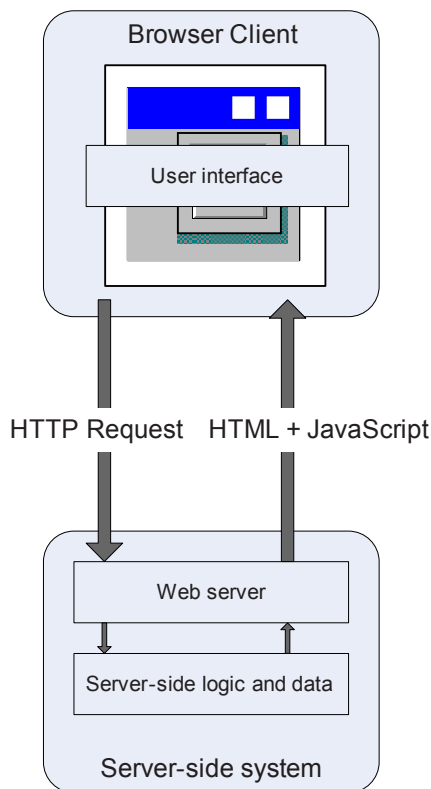 Browser Client
User interface
HTTP Request
HTML + JavaScript
Web server
Server-side logic and data
Server-side system